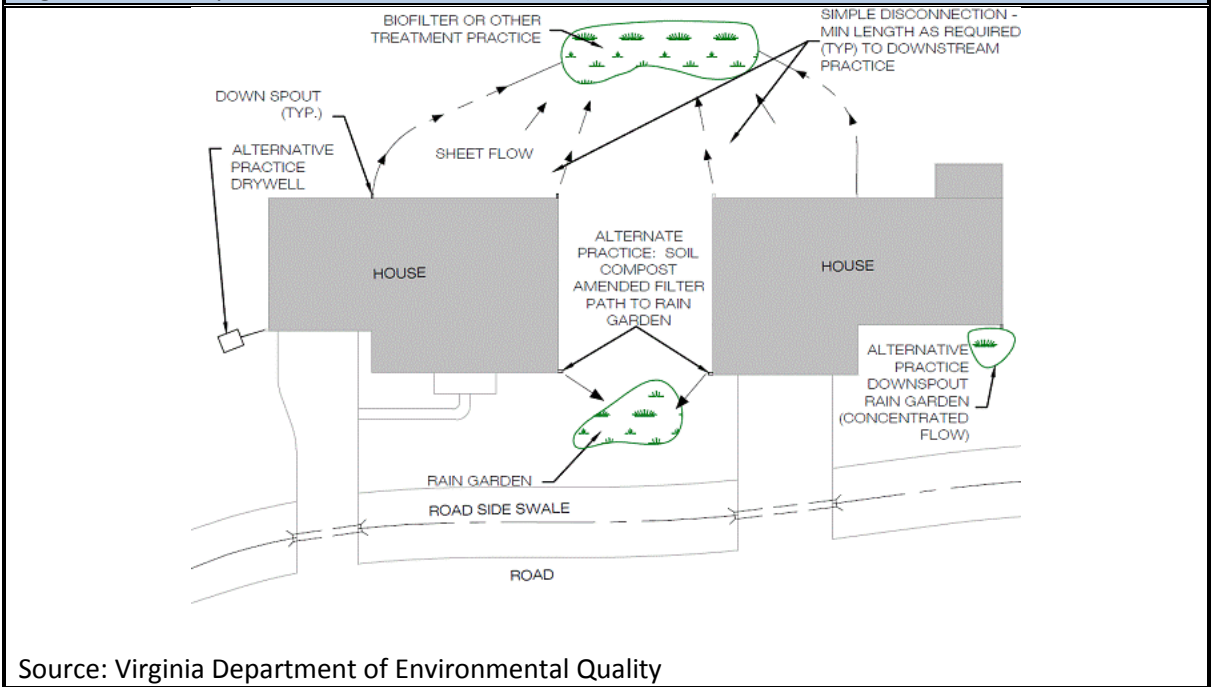 BIOFILTER OR OTHER
TREATMENT PRACTICE
SIMPLE DISCONNECTION -
MIN LENGTH AS REQUIRED
(TYP) TO DOWNSTREAM
PRACTICE
DOWN SPOUT
(TYP.)
ALTERNATIVE
PRACTICE
DRYWELL
SHEET FLOW
HOUSE
ALTERNATE
PRACTICE: SOIL
COMPOST
AMENDED FILTER
PATH TO RAIN
GARDEN
HOUSE
ALTERNATIVE
PRACTICE
DOWNSPOUT
RAIN GARDEN
(CONCENTRATED
FLOW)
RAIN GARDEN
ROAD SIDE SWALE
ROAD
Source: Virginia Department of Environmental Quality